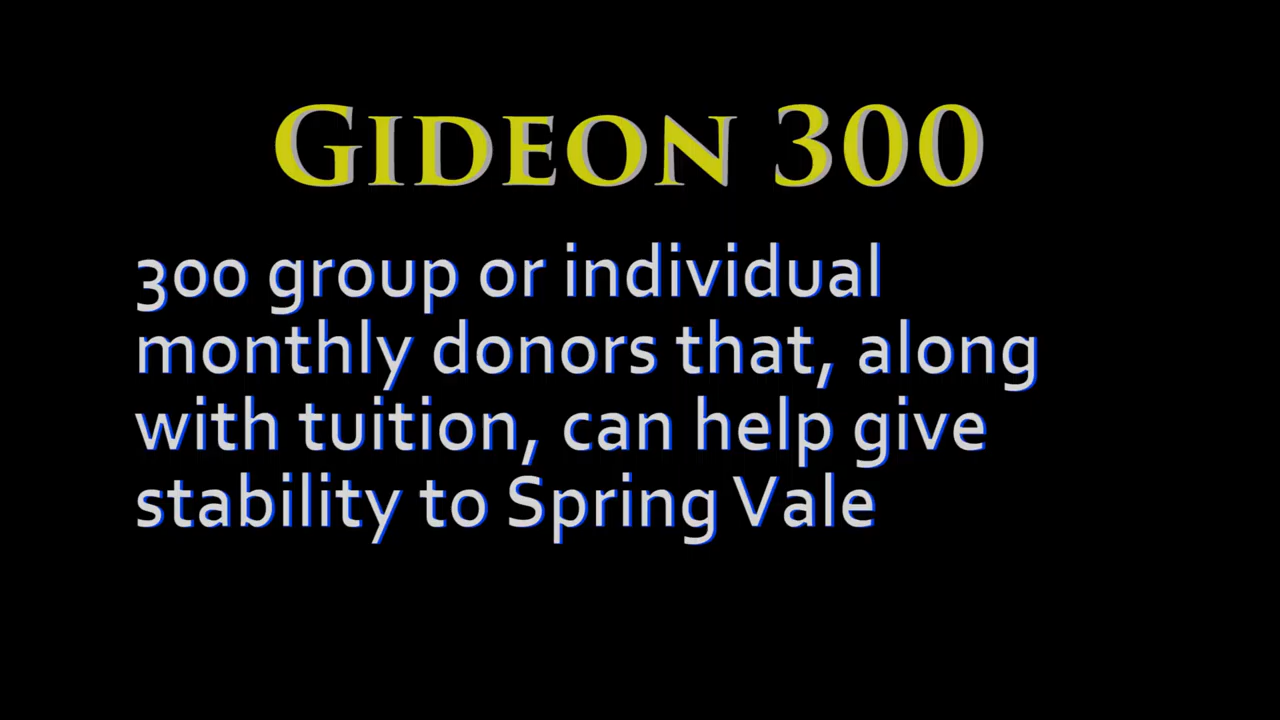 GIDEON 300
300 group or individual
monthly donors that, along
with tuition, can help give
stability to Spring Vale